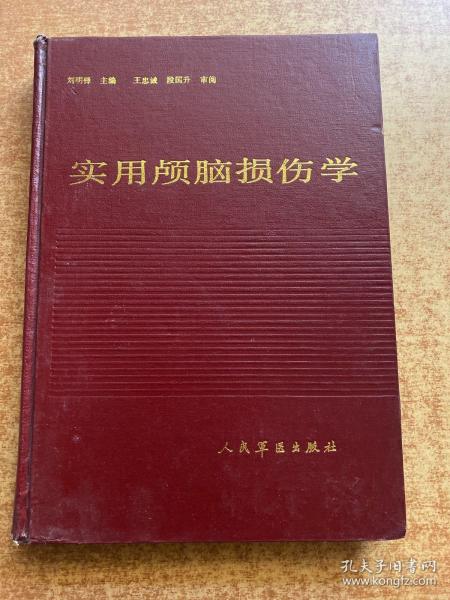 刘明铎 主编 王忠诚 段国升 审阅
实用颅脑损伤学
人民军医出版社
孔夫子旧书网
www.kongfz.com